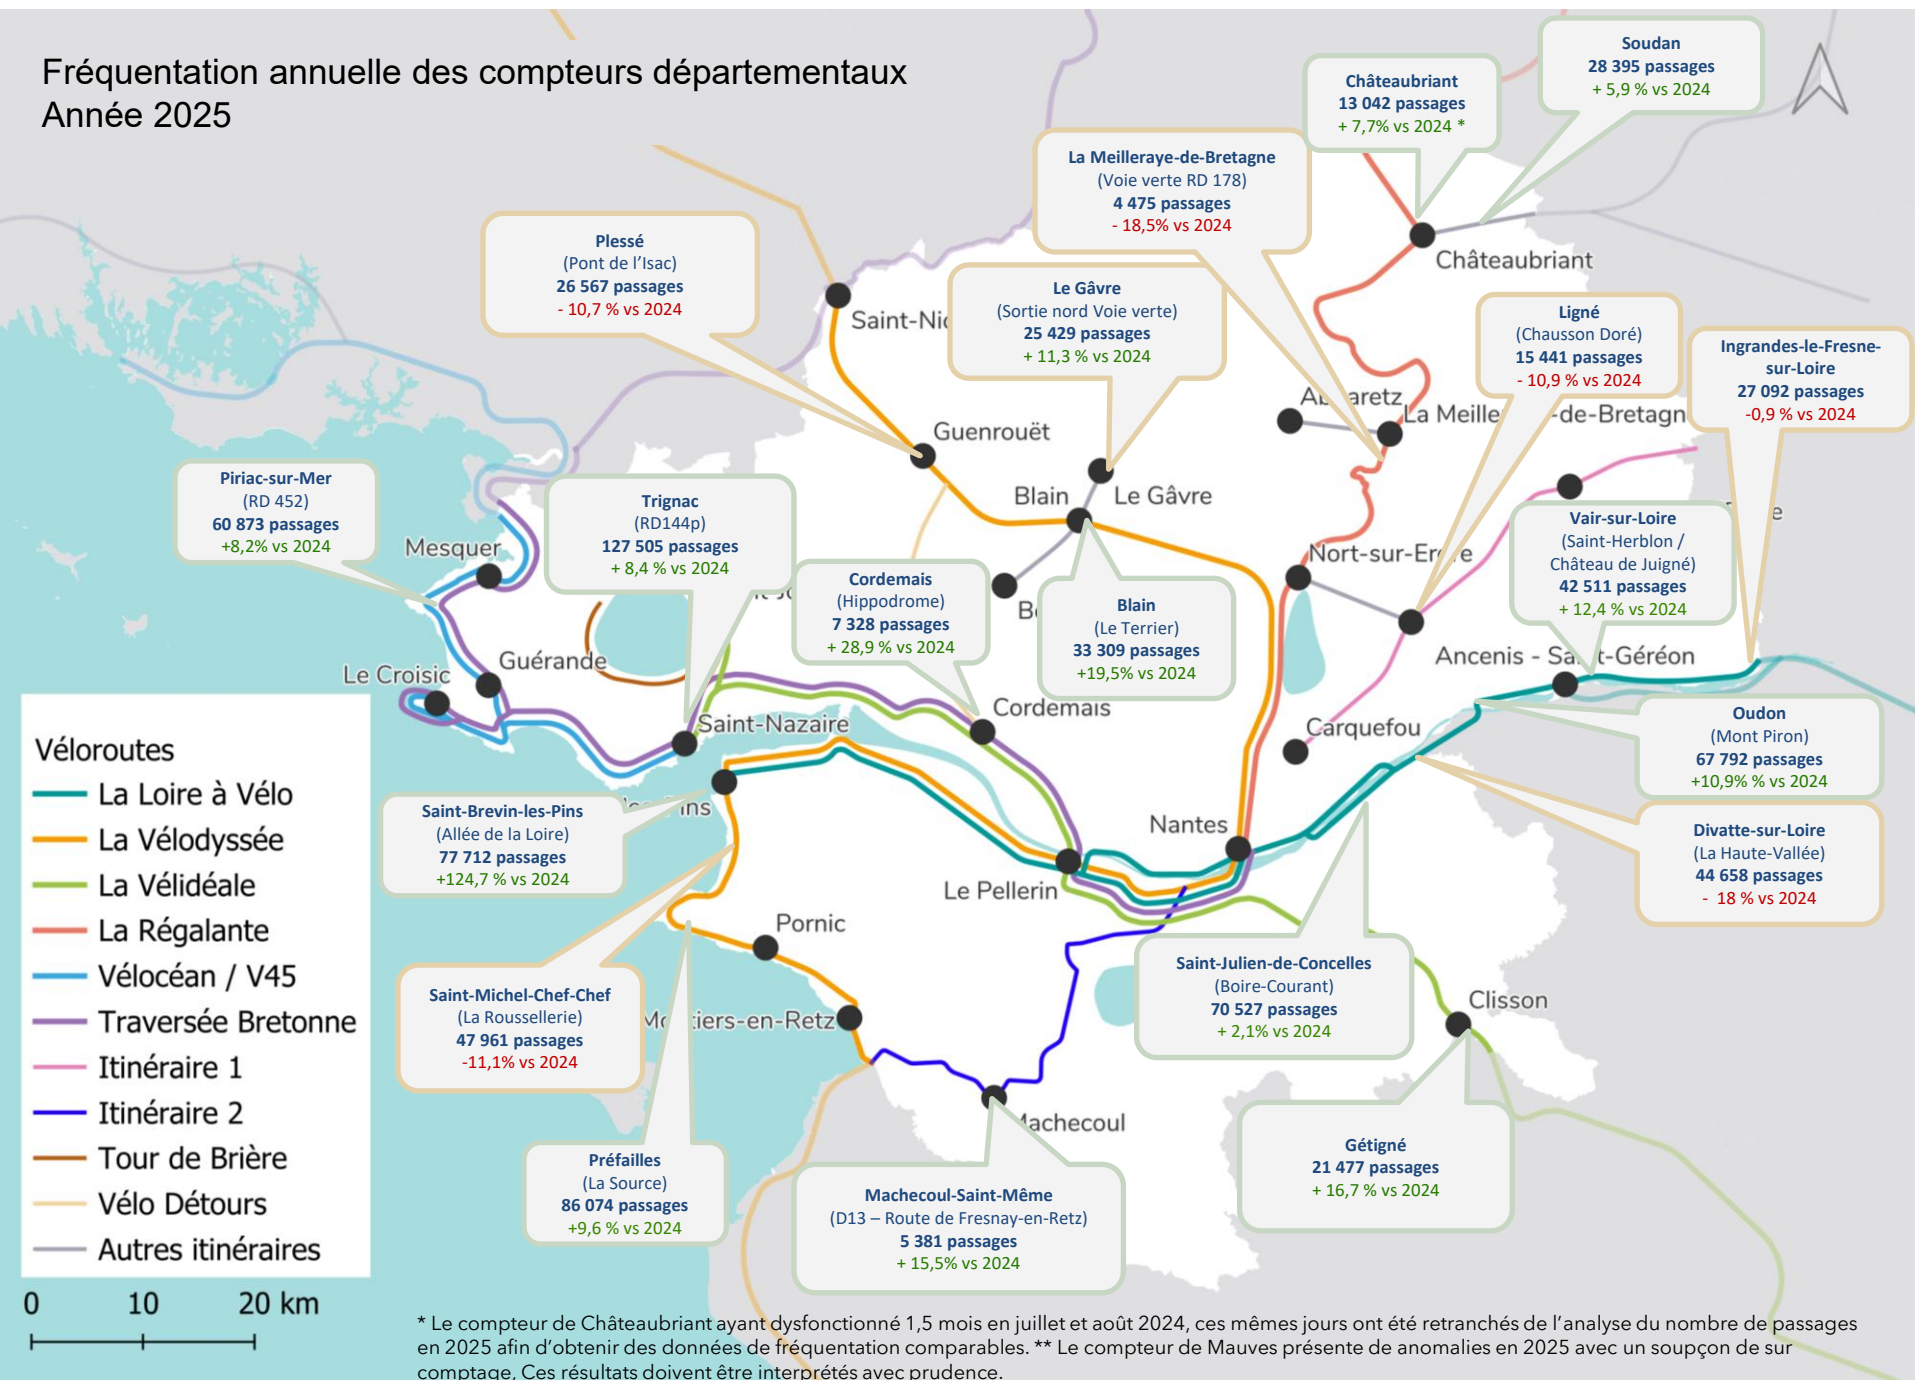 Fréquentation annuelle des compteurs départementaux
Année 2025
Soudan
28 395 passages
+ 5,9 % vs 2024
Châteaubriant
13 042 passages
+ 7,7% vs 2024 *
La Meilleraye-de-Bretagne
(Voie verte RD 178)
4 475 passages
- 18,5% vs 2024
Plessé
(Pont de l'Isac)
26 567 passages
- 10,7 % vs 2024
Le Gâvre
(Sortie nord Voie verte)
25 429 passages
+ 11,3 % vs 2024
Ligné
(Chausson Doré)
15 441 passages
- 10,9 % vs 2024
Ingrandes-le-Fresne-
sur-Loire
27 092 passages
-0,9 % vs 2024
Châteaubriant
Guenrouët
Blain
Le Gâvre
Piriac-sur-Mer
(RD 452)
60 873 passages
+8,2% vs 2024
Trignac
(RD144p)
127 505 passages
+ 8,4 % vs 2024
Cordemais
(Hippodrome)
7 328 passages
+ 28,9 % vs 2024
Blain
(Le Terrier)
33 309 passages
+19,5% vs 2024
Vair-sur-Loire
(Saint-Herblon /
Château de Juigné)
42 511 passages
+ 12,4 % vs 2024
Mesquer
Nort-sur-Erdre
Guérande
Le Croisic
Ancenis - Saint-Géréon
Saint-Nazaire
Cordemais
Carquefou
Oudon
(Mont Piron)
67 792 passages
+10,9% % vs 2024
Saint-Brevin-les-Pins
(Allée de la Loire)
77 712 passages
+124,7 % vs 2024
Nantes
Le Pellerin
Divatte-sur-Loire
(La Haute-Vallée)
44 658 passages
- 18 % vs 2024
Pornic
Saint-Michel-Chef-Chef
(La Roussellerie)
47 961 passages
-11,1% vs 2024
Saint-Julien-de-Concelles
(Boire-Courant)
70 527 passages
+ 2,1% vs 2024
Clisson
Machecoul
Préfailles
(La Source)
86 074 passages
+9,6 % vs 2024
Machecoul-Saint-Même
(D13 – Route de Fresnay-en-Retz)
5 381 passages
+ 15,5% vs 2024
Gétigné
21 477 passages
+ 16,7 % vs 2024
Véloroutes
La Loire à Vélo
La Vélodyssée
La Vélidéale
La Régalante
Vélocéan / V45
Traversée Bretonne
Itinéraire 1
Itinéraire 2
Tour de Brière
Vélo Détours
Autres itinéraires
0 10 20 km
* Le compteur de Châteaubriant ayant dysfonctionné 1,5 mois en juillet et août 2024, ces mêmes jours ont été retranchés de l'analyse du nombre de passages
en 2025 afin d'obtenir des données de fréquentation comparables. ** Le compteur de Mauves présente de anomalies en 2025 avec un soupçon de sur
comptage, Ces résultats doivent être interprétés avec prudence.